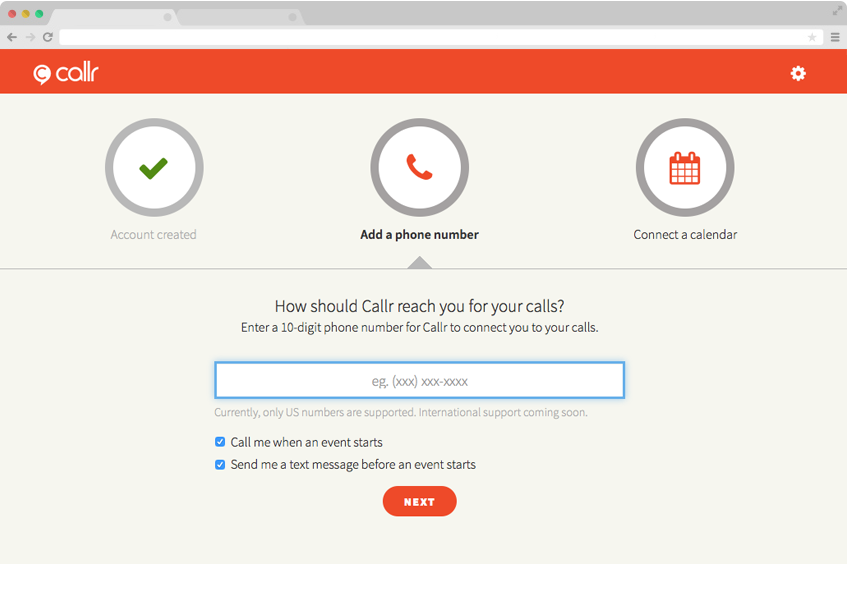 callr
Account created
Add a phone number
Connect a calendar
How should Callr reach you for your calls?
Enter a 10-digit phone number for Callr to connect you to your calls.
eg. (xxx) xxx-xxxx
Currently, only US numbers are supported. International support coming soon.
Call me when an event starts
Send me a text message before an event starts
NEXT